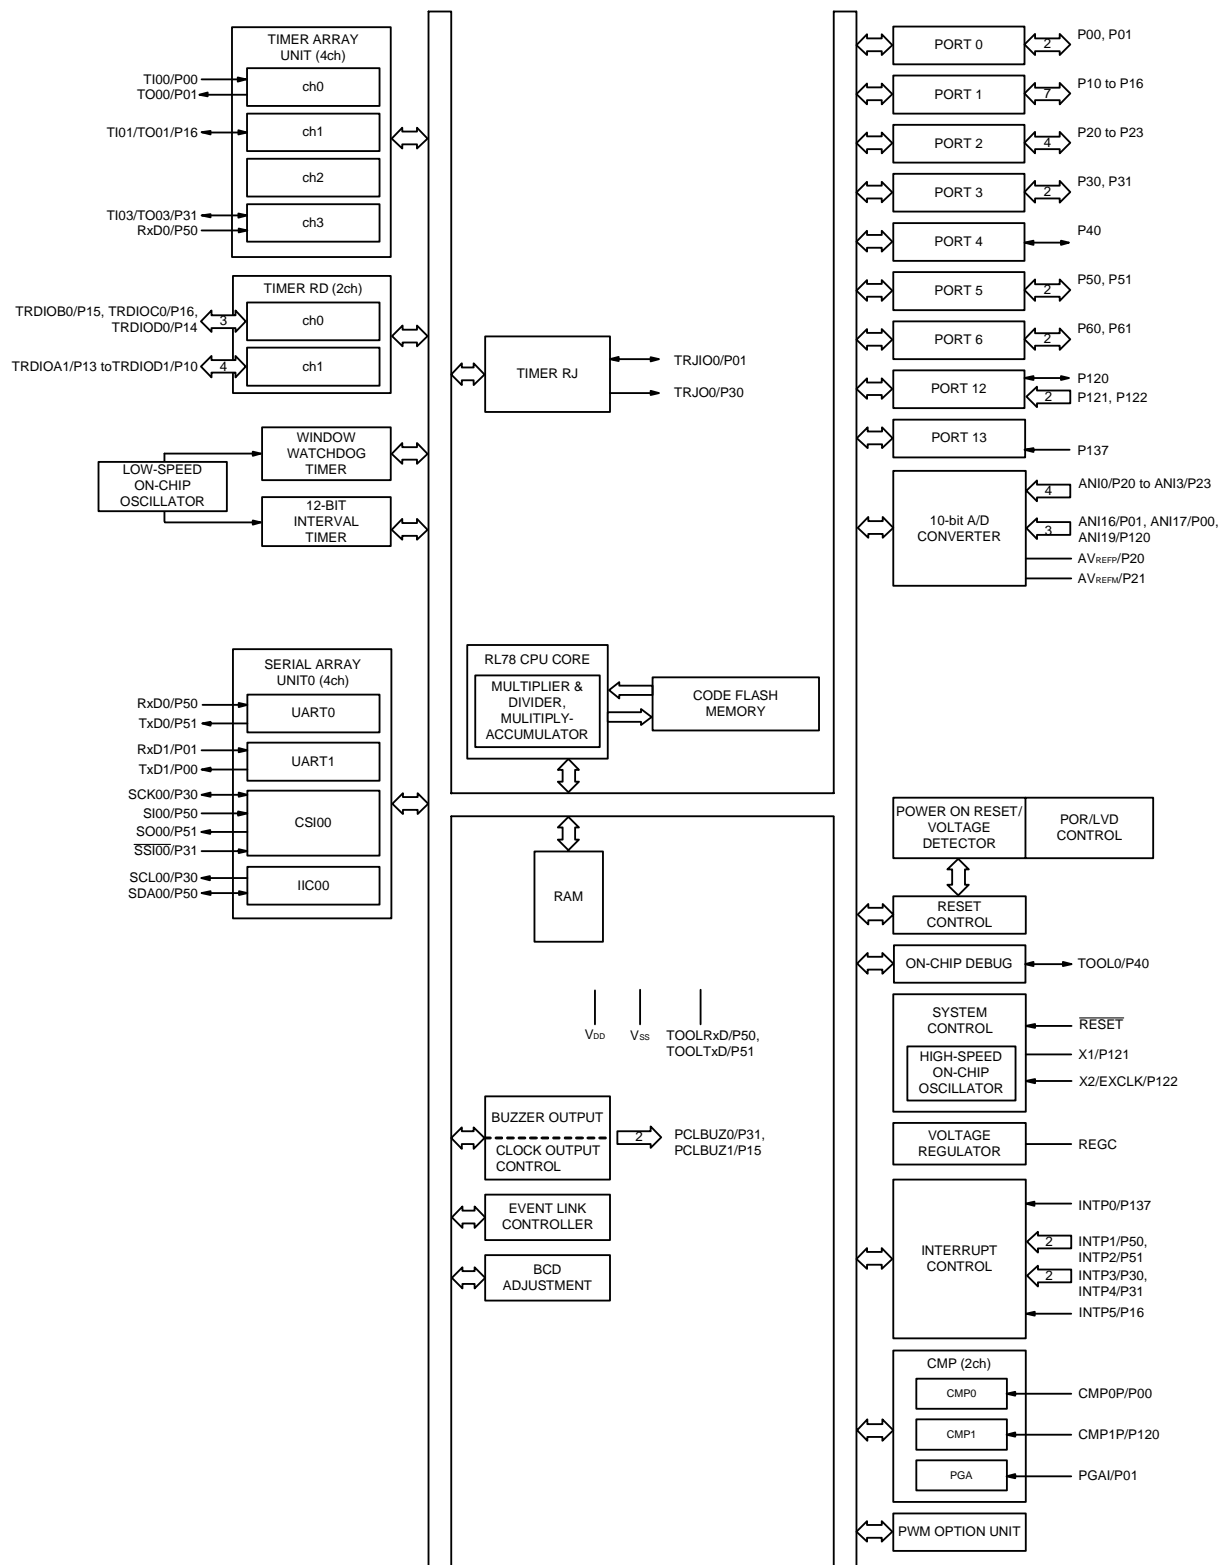 TIMER ARRAY
UNIT (4ch)
TI00/P00
TO00/P01
ch0
TI01/TO01/P16
ch1
ch2
TI03/TO03/P31
RxD0/P50
ch3
TIMER RD (2ch)
TRDIOB0/P15, TRDIOC0/P16,
TRDIOD0/P14
3
ch0
TRDIOA1/P13 toTRDIOD1/P10
4
ch1
LOW-SPEED
ON-CHIP
OSCILLATOR
WINDOW
WATCHDOG
TIMER
12-BIT
INTERVAL
TIMER
SERIAL ARRAY
UNIT0 (4ch)
RxD0/P50
TxD0/P51
UART0
RxD1/P01
TxD1/P00
UART1
SCK00/P30
SI00/P50
SO00/P51
SSI00/P31
CSI00
SCL00/P30
SDA00/P50
IIC00
TIMER RJ
TRJIO0/P01
TRJO0/P30
RL78 CPU CORE
MULTIPLIER &
DIVIDER,
MULITIPLY-
ACCUMULATOR
CODE FLASH
MEMORY
RAM
VDD
VSS
TOOLRxD/P50,
TOOLTxD/P51
BUZZER OUTPUT
CLOCK OUTPUT
CONTROL
2
PCLBUZ0/P31,
PCLBUZ1/P15
EVENT LINK
CONTROLLER
BCD
ADJUSTMENT
PORT 0
2
P00, P01
PORT 1
7
P10 to P16
PORT 2
4
P20 to P23
PORT 3
2
P30, P31
PORT 4
P40
PORT 5
2
P50, P51
PORT 6
2
P60, P61
PORT 12
P120
2
P121, P122
PORT 13
P137
10-bit A/D
CONVERTER
4
ANI0/P20 to ANI3/P23
3
ANI16/P01, ANI17/P00,
ANI19/P120
AVREFP/P20
AVREFM/P21
POWER ON RESET/
VOLTAGE
DETECTOR
POR/LVD
CONTROL
RESET
CONTROL
ON-CHIP DEBUG
TOOL0/P40
SYSTEM
CONTROL
HIGH-SPEED
ON-CHIP
OSCILLATOR
RESET
X1/P121
X2/EXCLK/P122
VOLTAGE
REGULATOR
REGC
INTERRUPT
CONTROL
INTP0/P137
2
INTP1/P50,
INTP2/P51
2
INTP3/P30,
INTP4/P31
INTP5/P16
CMP (2ch)
CMP0
CMP0P/P00
CMP1
CMP1P/P120
PGA
PGAI/P01
PWM OPTION UNIT